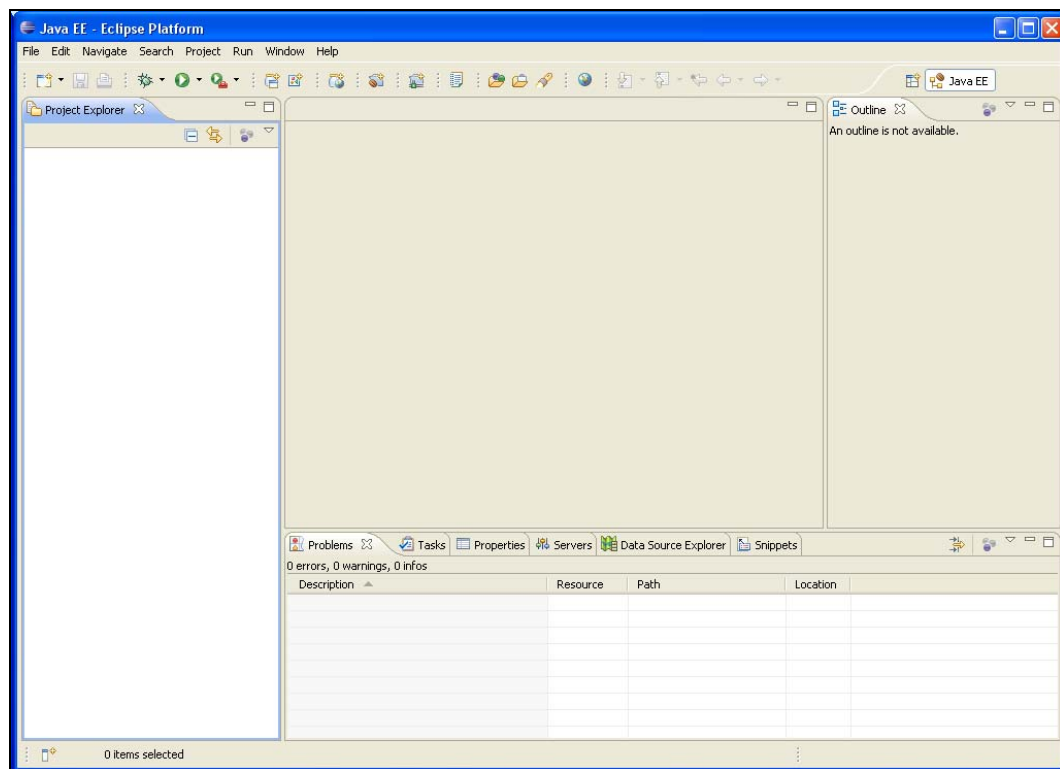 Java EE - Eclipse Platform
File Edit Navigate Search Project Run Window Help
Java EE
Project Explorer
Outline
An outline is not available.
Problems Tasks Properties Servers Data Source Explorer Snippets
0 errors, 0 warnings, 0 infos
Description Resource Path Location
0 items selected